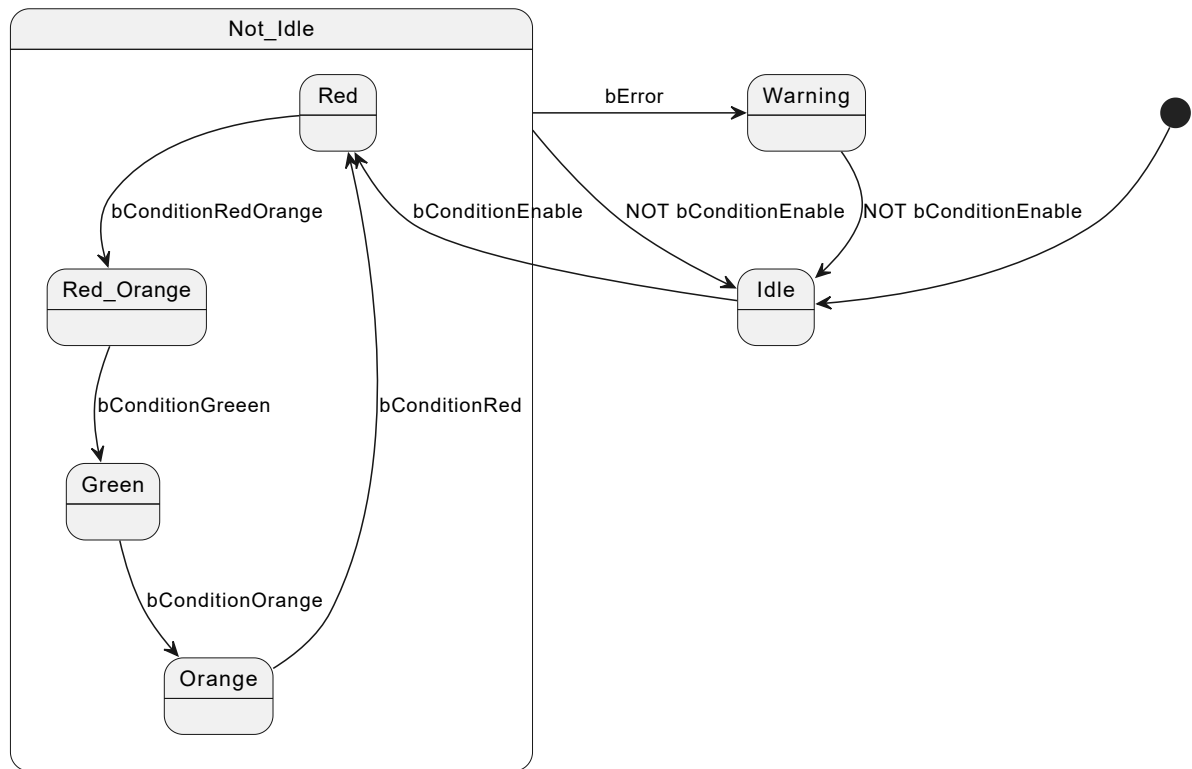 Not_Idle
Red
bError
Warning
bConditionRedOrange
bConditionEnable
NOT bConditionEnable
NOT bConditionEnable
Red_Orange
Idle
bConditionGreeen
bConditionRed
Green
bConditionOrange
Orange